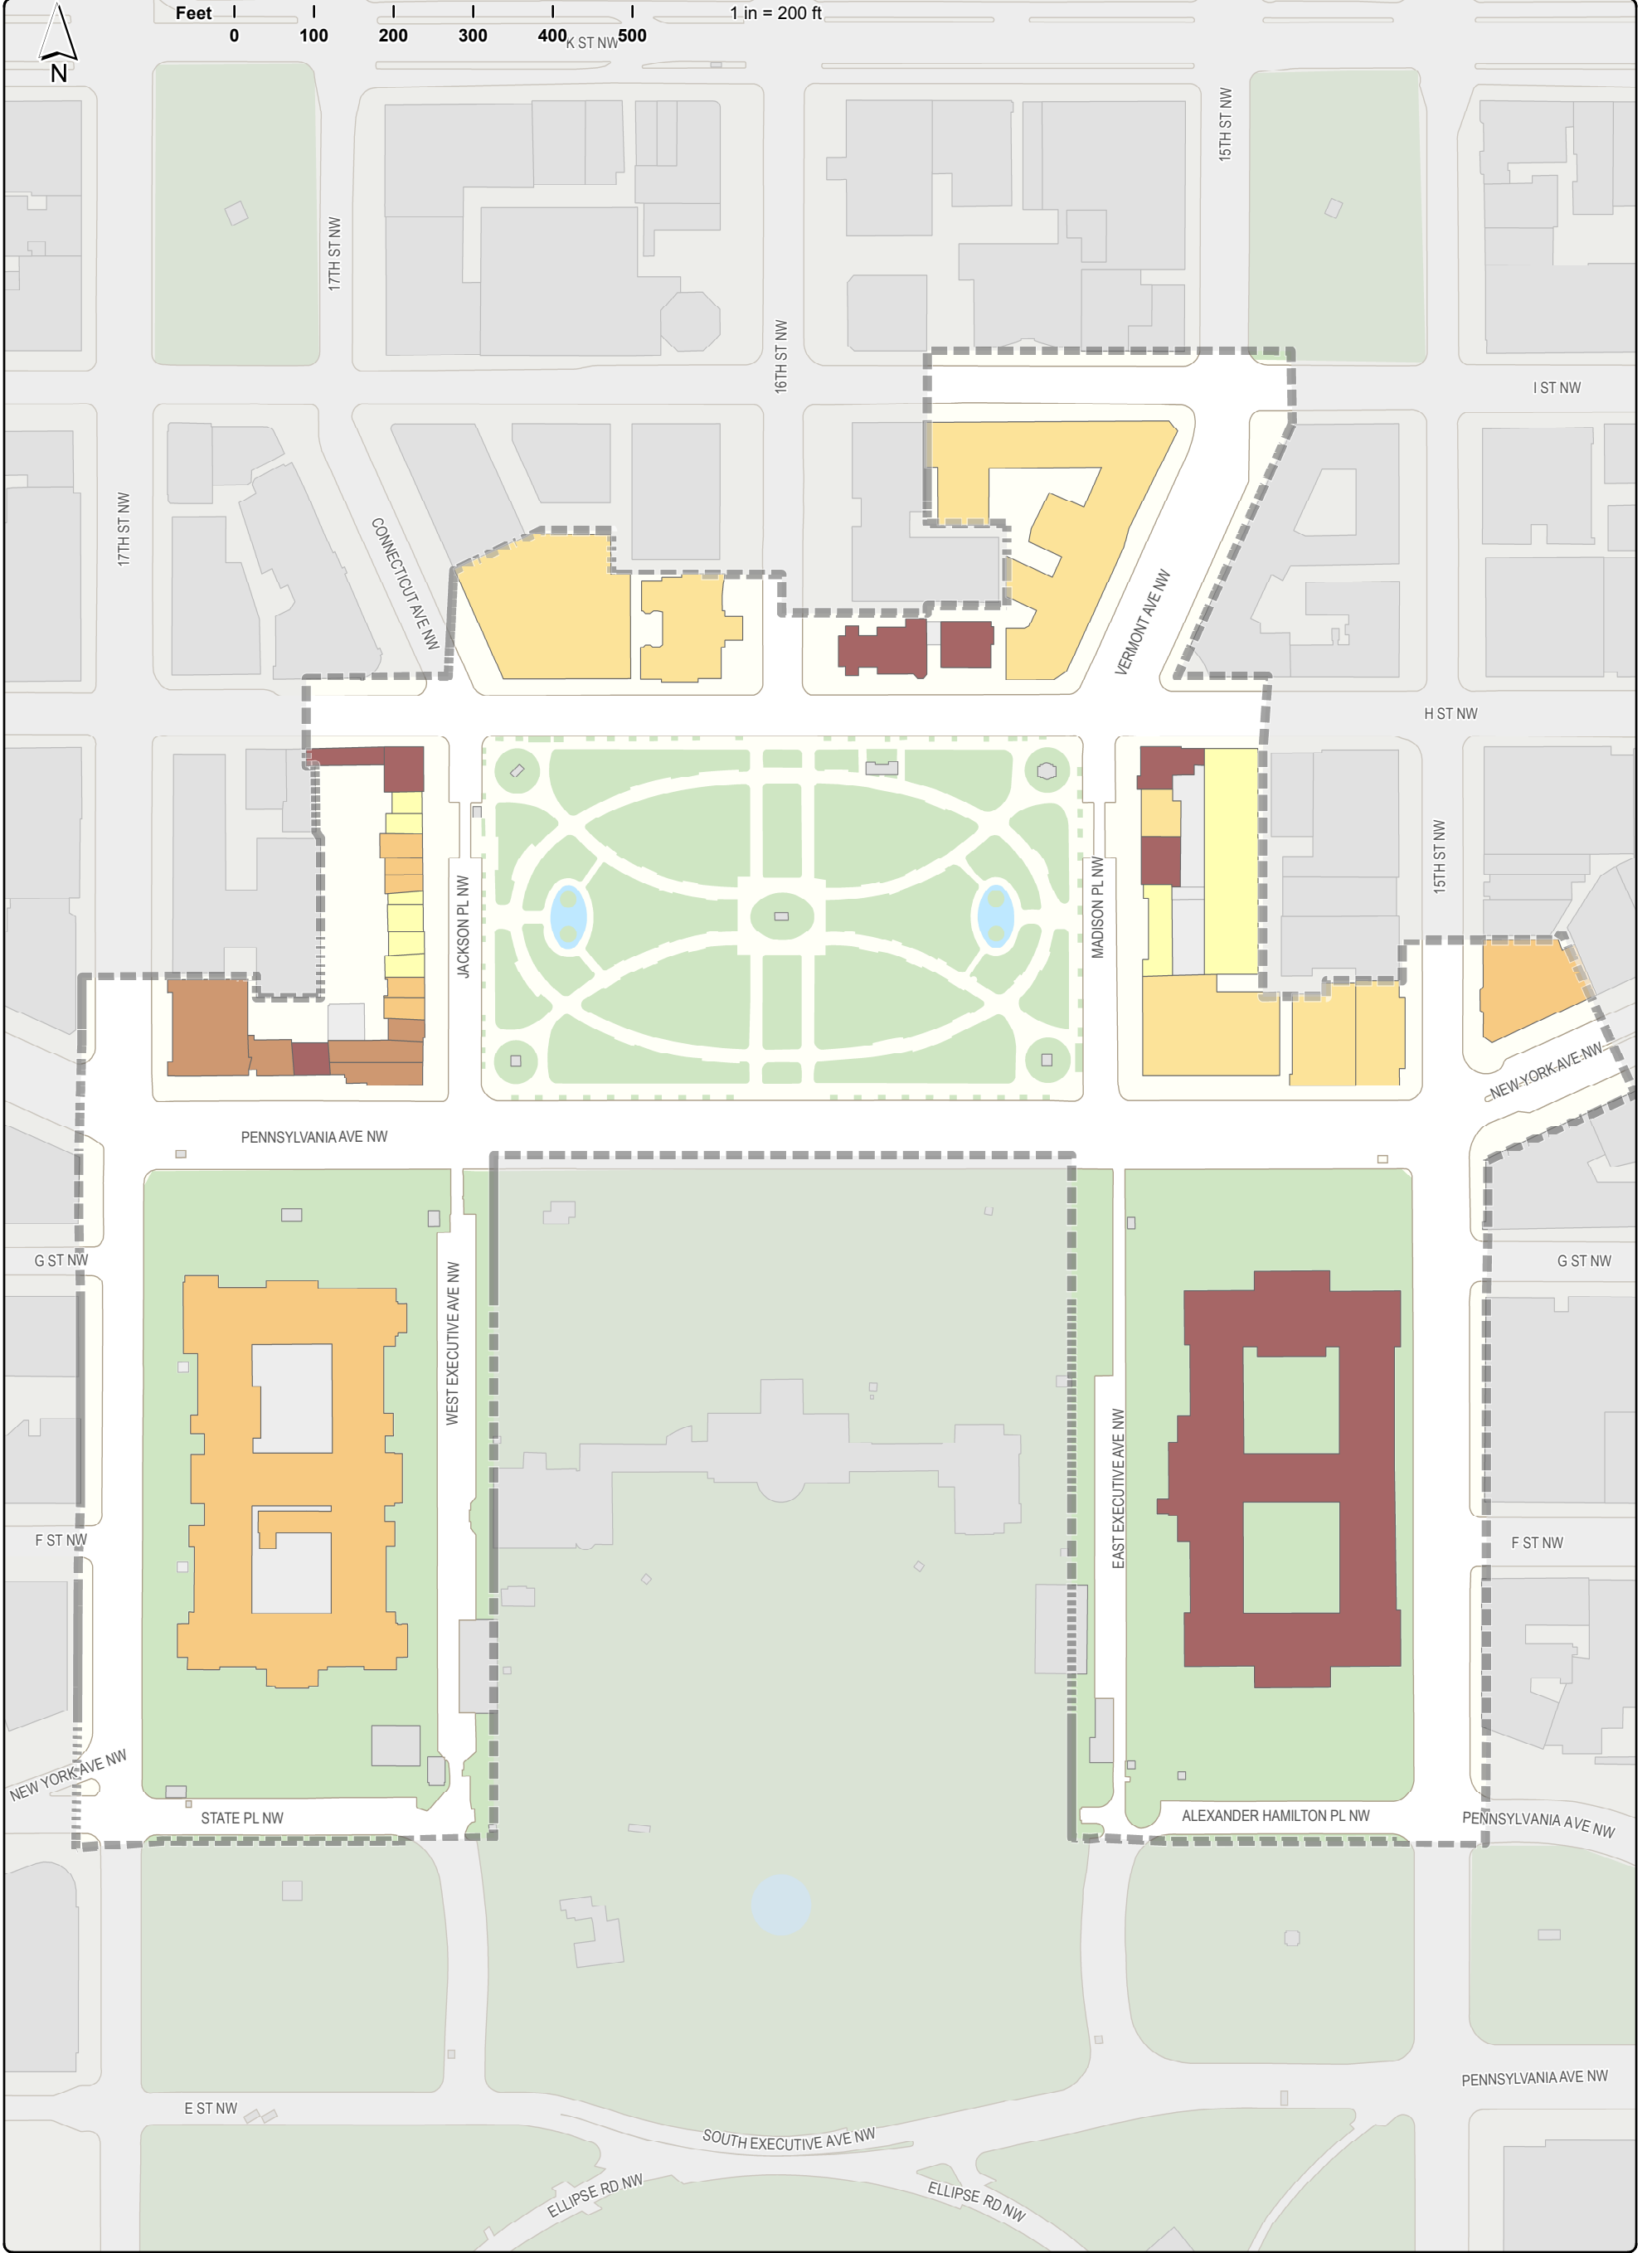 Feet
1 in = 200 ft
0 100 200 300 400 500
K ST NW
N
15TH ST NW
17TH ST NW
16TH ST NW
I ST NW
17TH ST NW
CONNECTICUT AVE NW
VERMONT AVE NW
H ST NW
15TH ST NW
JACKSON PL NW
MADISON PL NW
NEW YORK AVE NW
PENNSYLVANIA AVE NW
G ST NW
G ST NW
WEST EXECUTIVE AVE NW
EAST EXECUTIVE AVE NW
F ST NW
F ST NW
NEW YORK AVE NW
STATE PL NW
ALEXANDER HAMILTON PL NW
PENNSYLVANIA AVE NW
PENNSYLVANIA AVE NW
E ST NW
SOUTH EXECUTIVE AVE NW
ELLIPSE RD NW
ELLIPSE RD NW